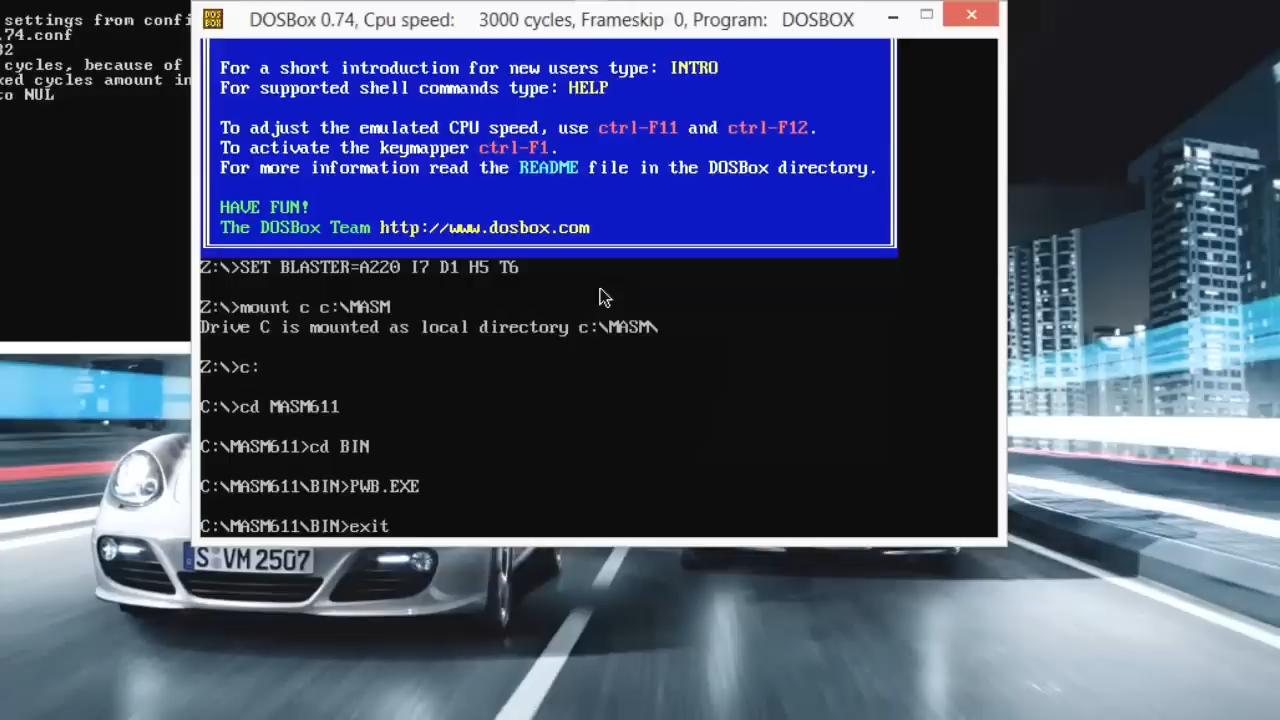 settings from confi
.74.conf
32
cycles, because of
xed cycles amount in
to NUL
DOSBox 0.74, Cpu speed: 3000 cycles, Frameskip 0, Program: DOSBOX
For a short introduction for new users type: INTRO
For supported shell commands type: HELP
To adjust the emulated CPU speed, use ctrl-F11 and ctrl-F12.
To activate the keymapper ctrl-F1.
For more information read the README file in the DOSBox directory.
HAVE FUN!
The DOSBox Team http://www.dosbox.com
Z:\>SET BLASTER=A220 I7 D1 H5 T6
Z:\>mount c c:\MASM
Drive C is mounted as local directory c:\MASM\
Z:\>c:
C:\>cd MASM611
C:\MASM611>cd BIN
C:\MASM611\BIN>PWB.EXE
C:\MASM611\BIN>exit
S VM 2507